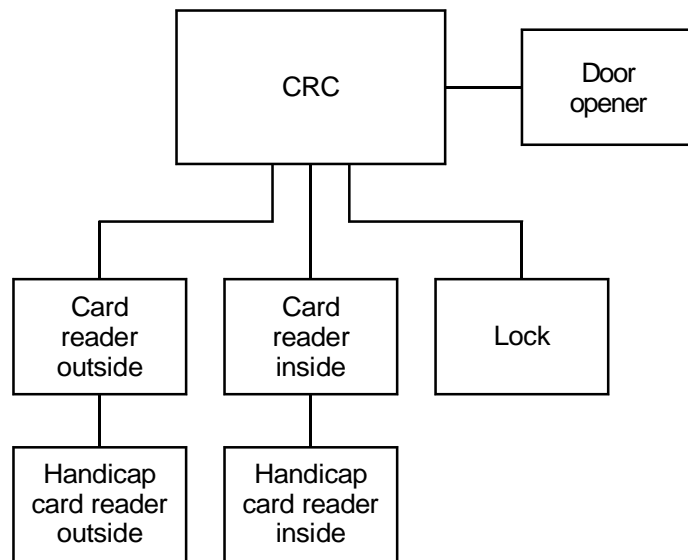 CRC
Door
opener
Card
reader
outside
Card
reader
inside
Lock
Handicap
card reader
outside
Handicap
card reader
inside